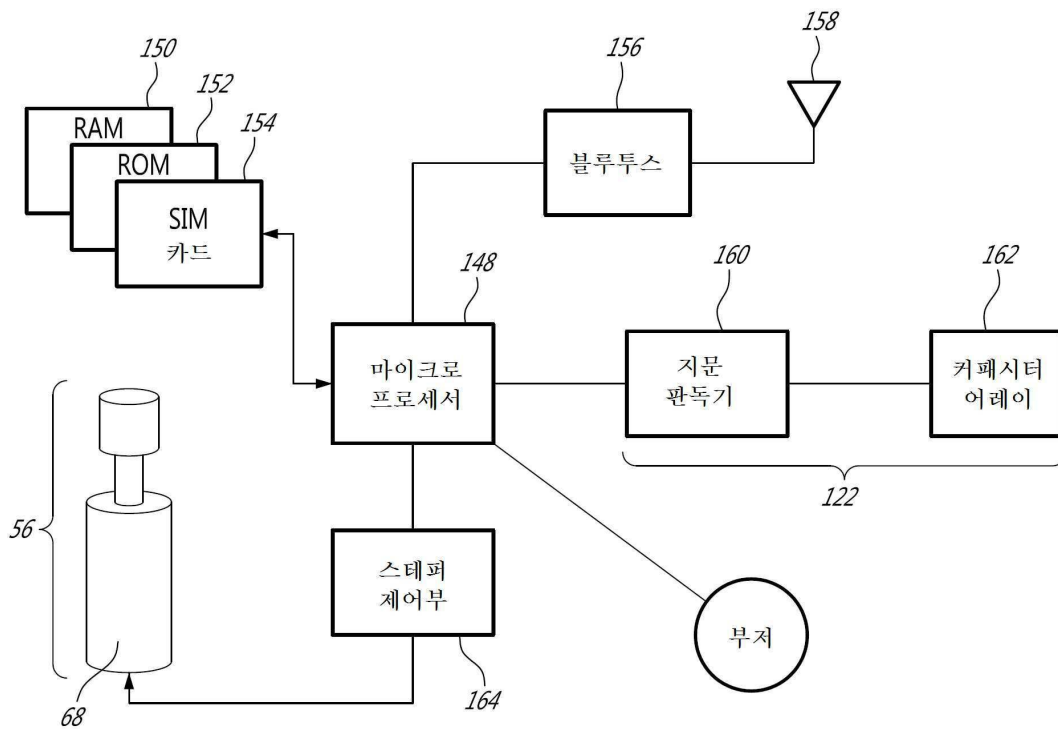 150
152
154
RAM
ROM
SIM
카드
156
블루투스
158
148
마이크로
프로세서
160
지문
판독기
162
커패시터
어레이
122
56
68
스테퍼
제어부
164
부저